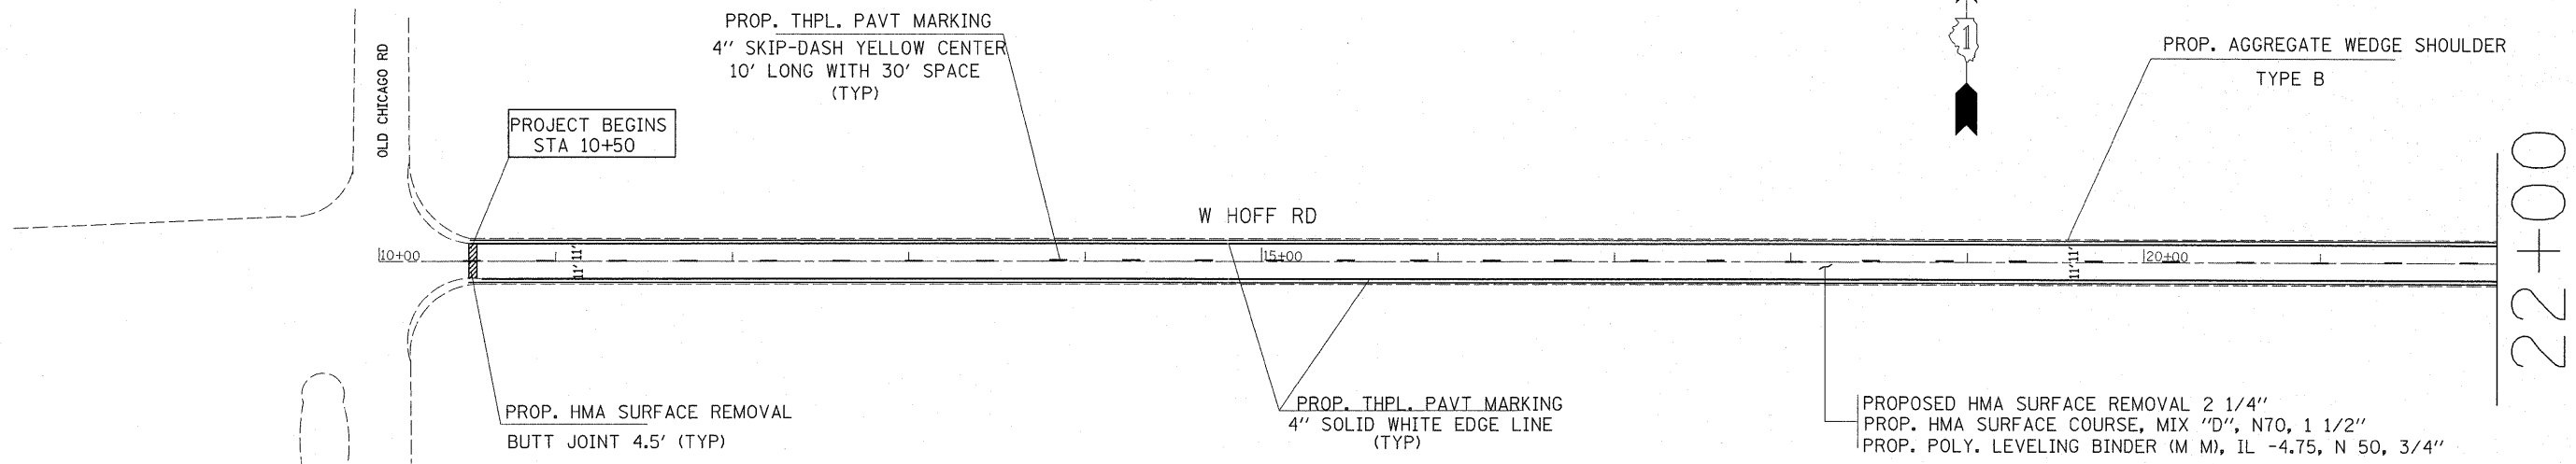 PROP. THPL. PAVT MARKING
4" SKIP-DASH YELLOW CENTER
10' LONG WITH 30' SPACE
(TYP)
1
PROP. AGGREGATE WEDGE SHOULDER
TYPE B
OLD CHICAGO RD
PROJECT BEGINS
STA 10+50
W HOFF RD
10+00
11' 11'
15+00
11' 11'
20+00
22+00
PROP. HMA SURFACE REMOVAL
BUTT JOINT 4.5' (TYP)
PROP. THPL. PAVT MARKING
4" SOLID WHITE EDGE LINE
(TYP)
PROPOSED HMA SURFACE REMOVAL 2 1/4"
PROP. HMA SURFACE COURSE, MIX "D", N70, 1 1/2"
PROP. POLY. LEVELING BINDER (M M), IL -4.75, N 50, 3/4"